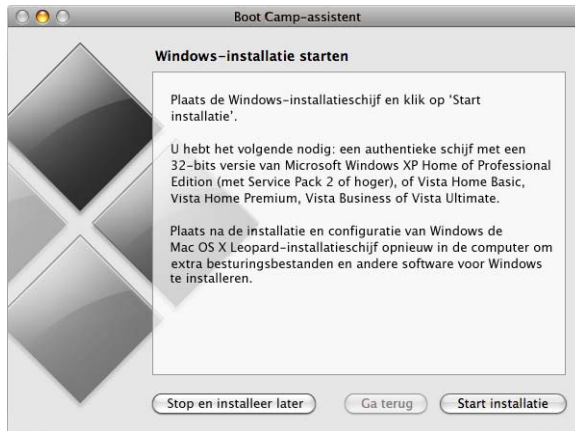 Boot Camp-assistent
Windows-installatie starten
Plaats de Windows-installatieschijf en klik op ‘Start
installatie’.
U hebt het volgende nodig: een authentieke schijf met een
32-bits versie van Microsoft Windows XP Home of Professional
Edition (met Service Pack 2 of hoger), of Vista Home Basic,
Vista Home Premium, Vista Business of Vista Ultimate.
Plaats na de installatie en configuratie van Windows de
Mac OS X Leopard-installatieschijf opnieuw in de computer om
extra besturingsbestanden en andere software voor Windows
te installeren.
Stop en installeer later
Ga terug
Start installatie